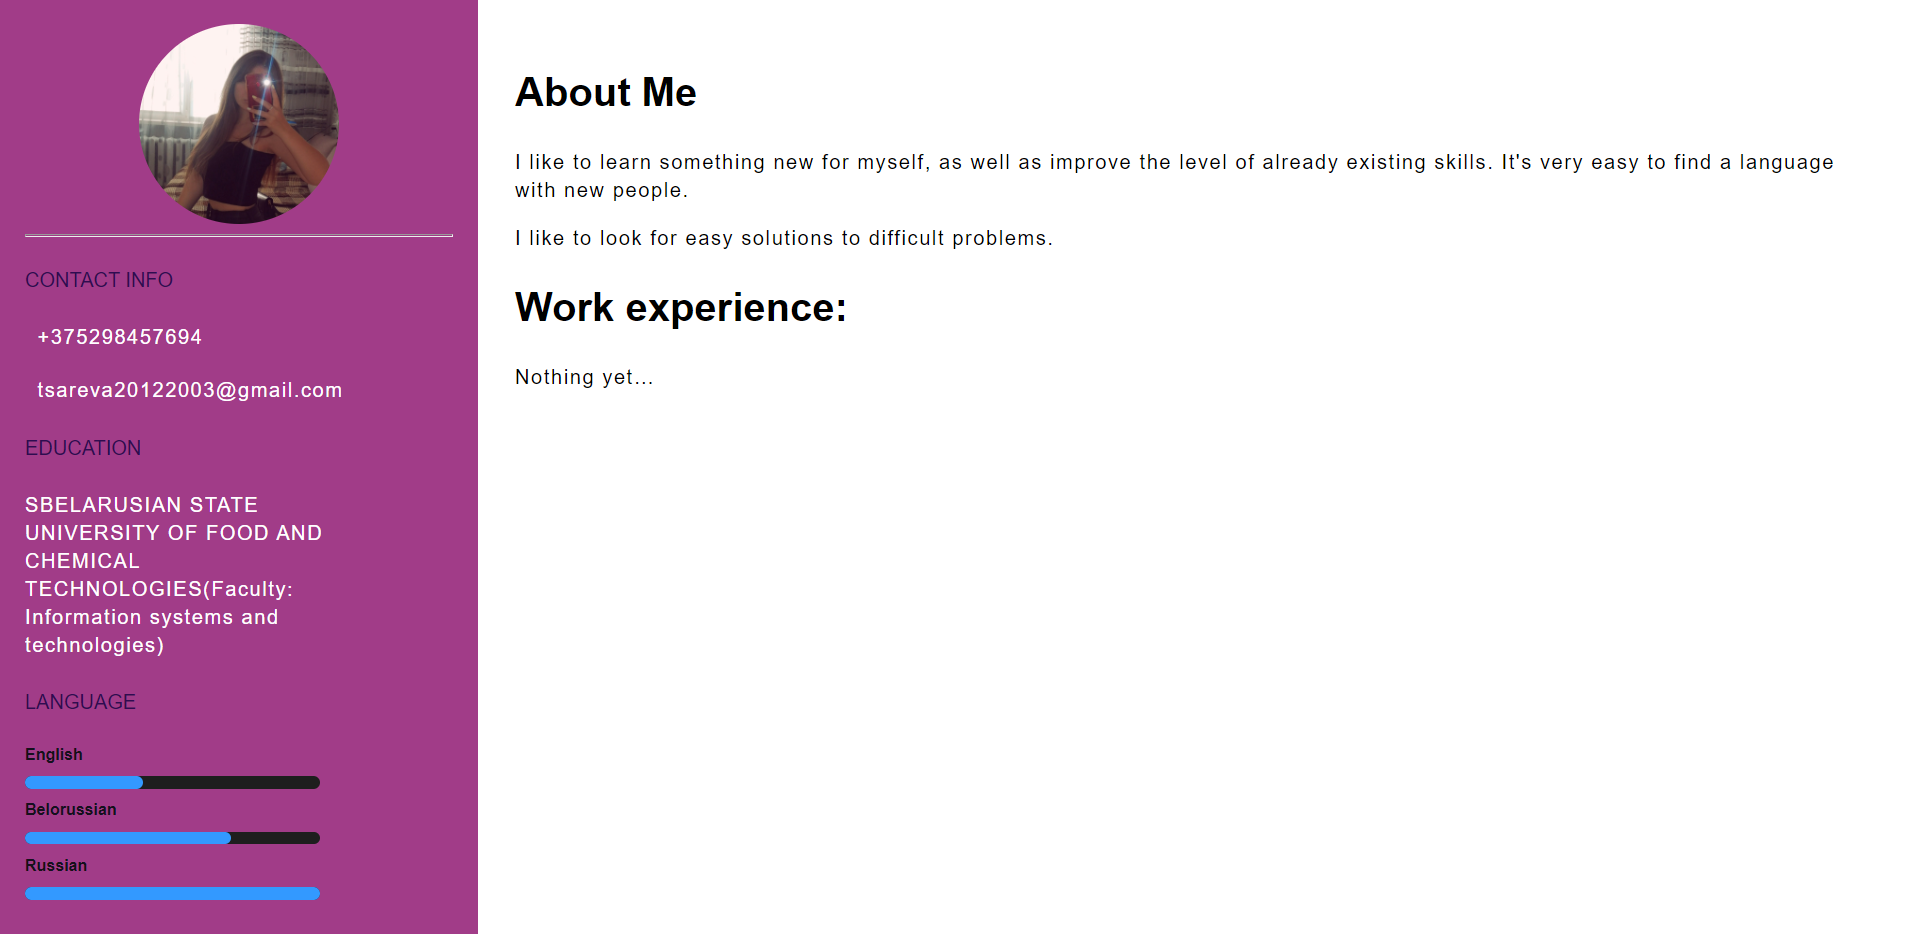 CONTACT INFO
+375298457694
tsareva20122003@gmail.com
EDUCATION
SBELARUSIAN STATE
UNIVERSITY OF FOOD AND
CHEMICAL
TECHNOLOGIES(Faculty:
Information systems and
technologies)
LANGUAGE
English
Belorussian
Russian
About Me
I like to learn something new for myself, as well as improve the level of already existing skills. It's very easy to find a language
with new people.
I like to look for easy solutions to difficult problems.
Work experience:
Nothing yet...